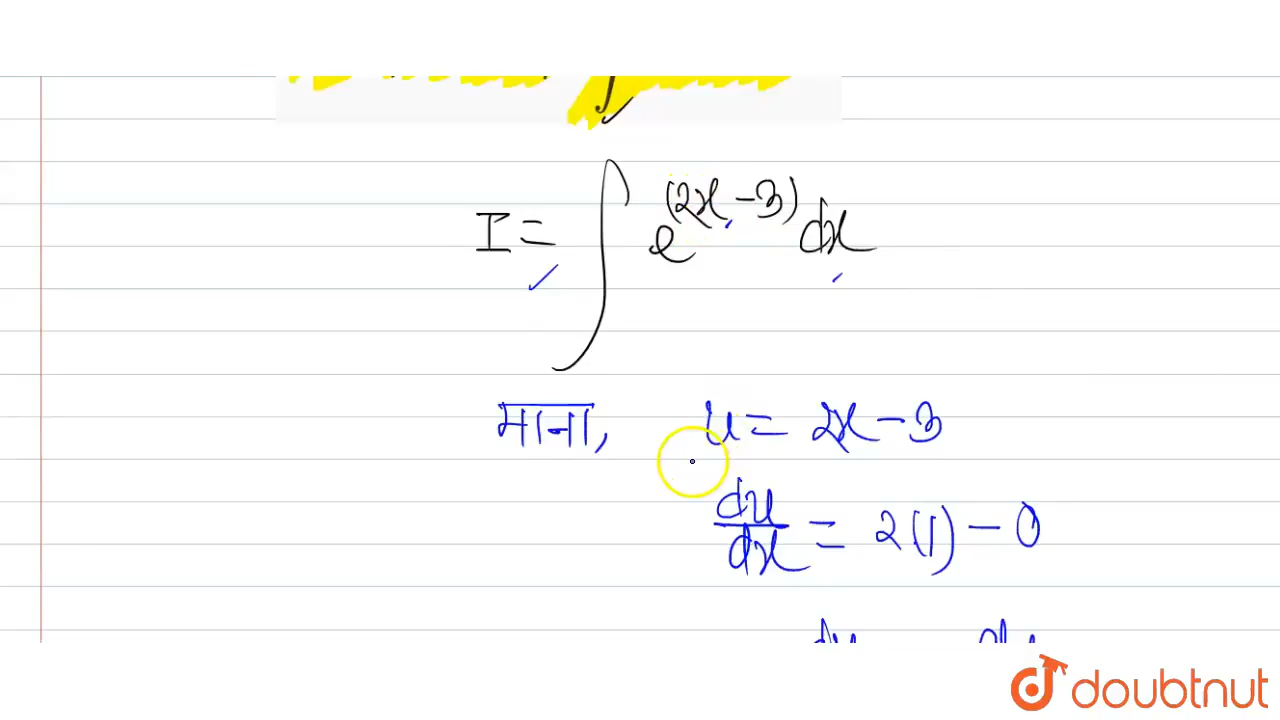 I = ∫ e^(2x-3) dx
माना, u = 2x - 3
du/dx = 2(1) - 0
doubtnut